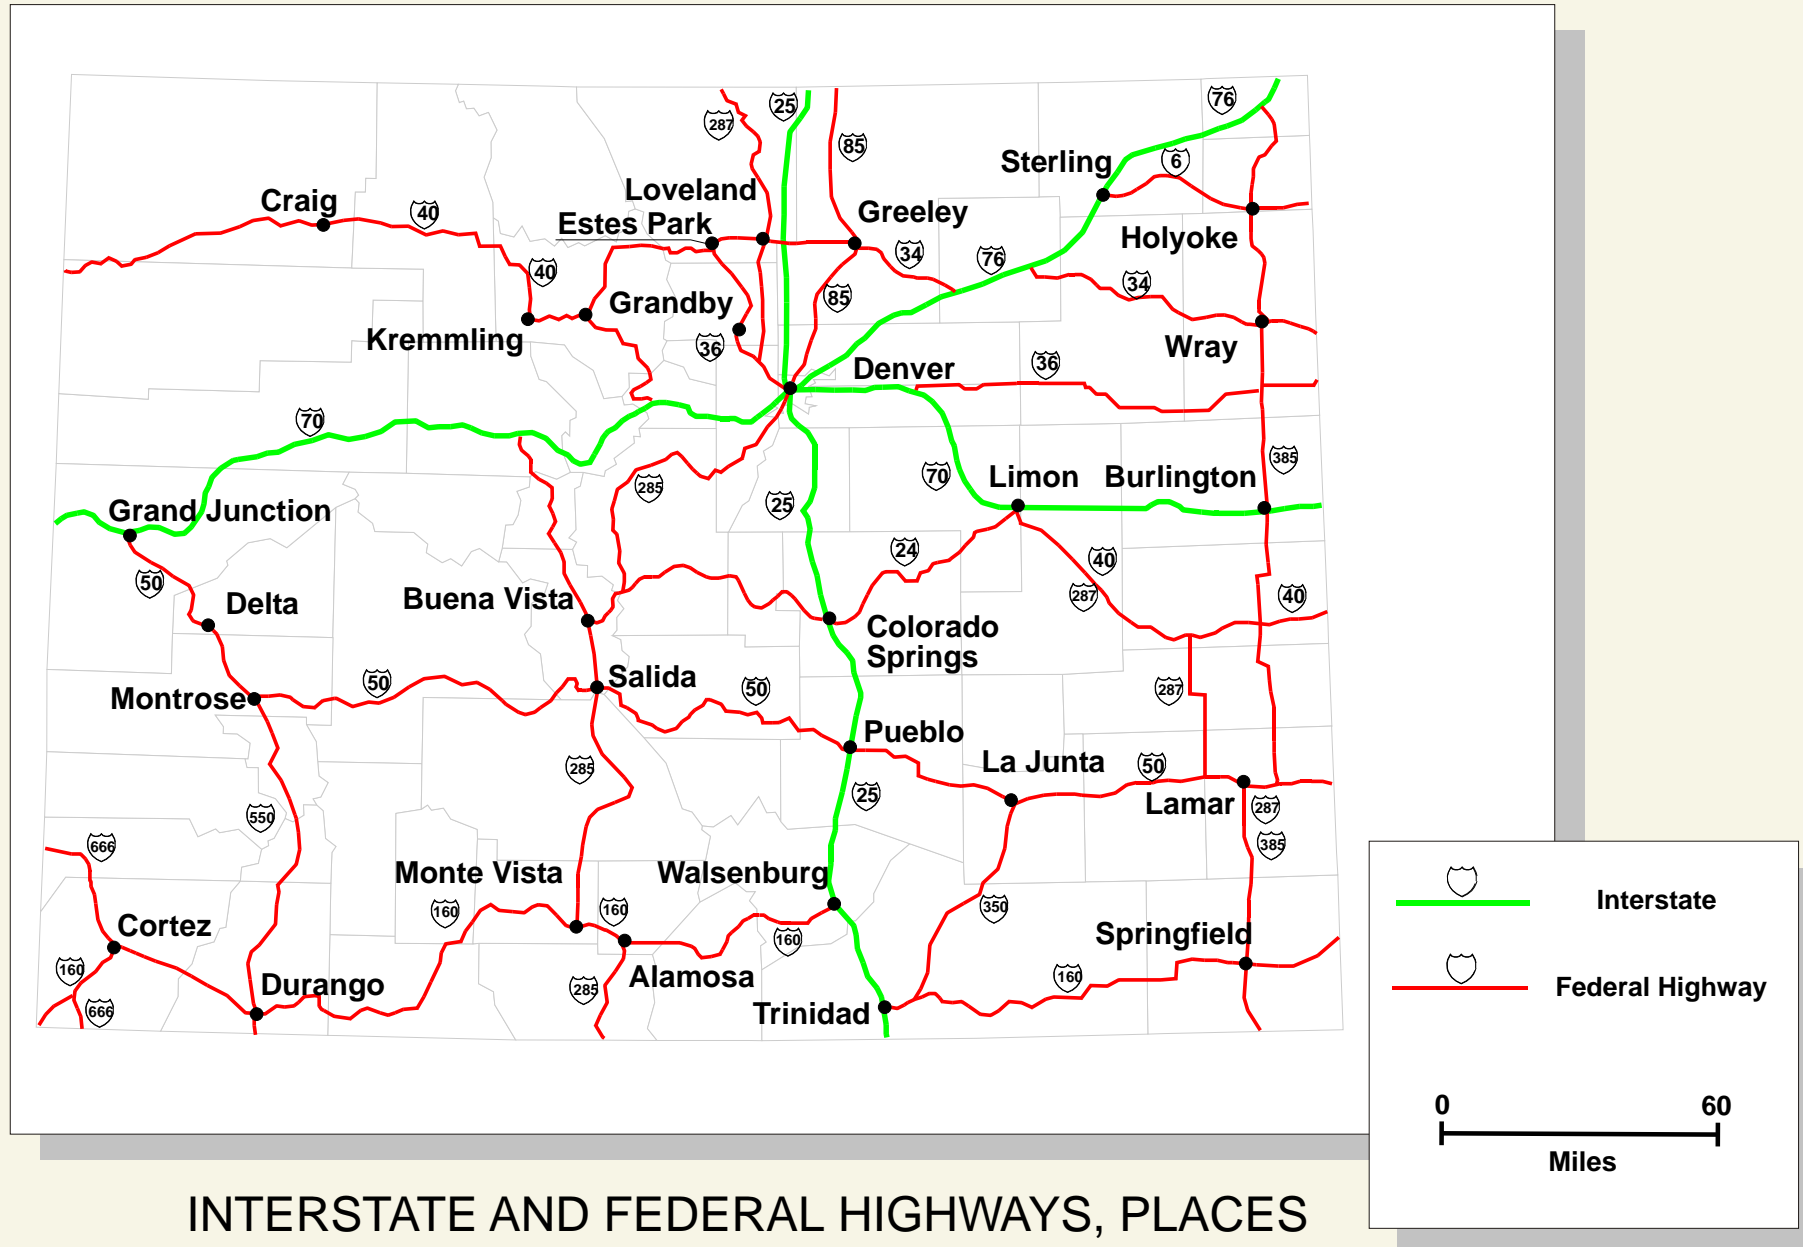 76
25
287
85
Sterling
6
Loveland
Craig
40
Estes Park
Greeley
Holyoke
34
76
40
34
Grandby
85
Kremmling
36
Wray
Denver
36
70
385
70
Limon
Burlington
285
25
Grand Junction
24
40
50
287
40
Delta
Buena Vista
Colorado
Springs
Salida
50
50
287
Montrose
Pueblo
La Junta
50
285
25
Lamar
287
550
666
385
Monte Vista
Walsenburg
Interstate
160
160
350
Cortez
160
Springfield
160
Alamosa
160
Durango
285
Federal Highway
666
Trinidad
0
60
Miles
INTERSTATE AND FEDERAL HIGHWAYS, PLACES